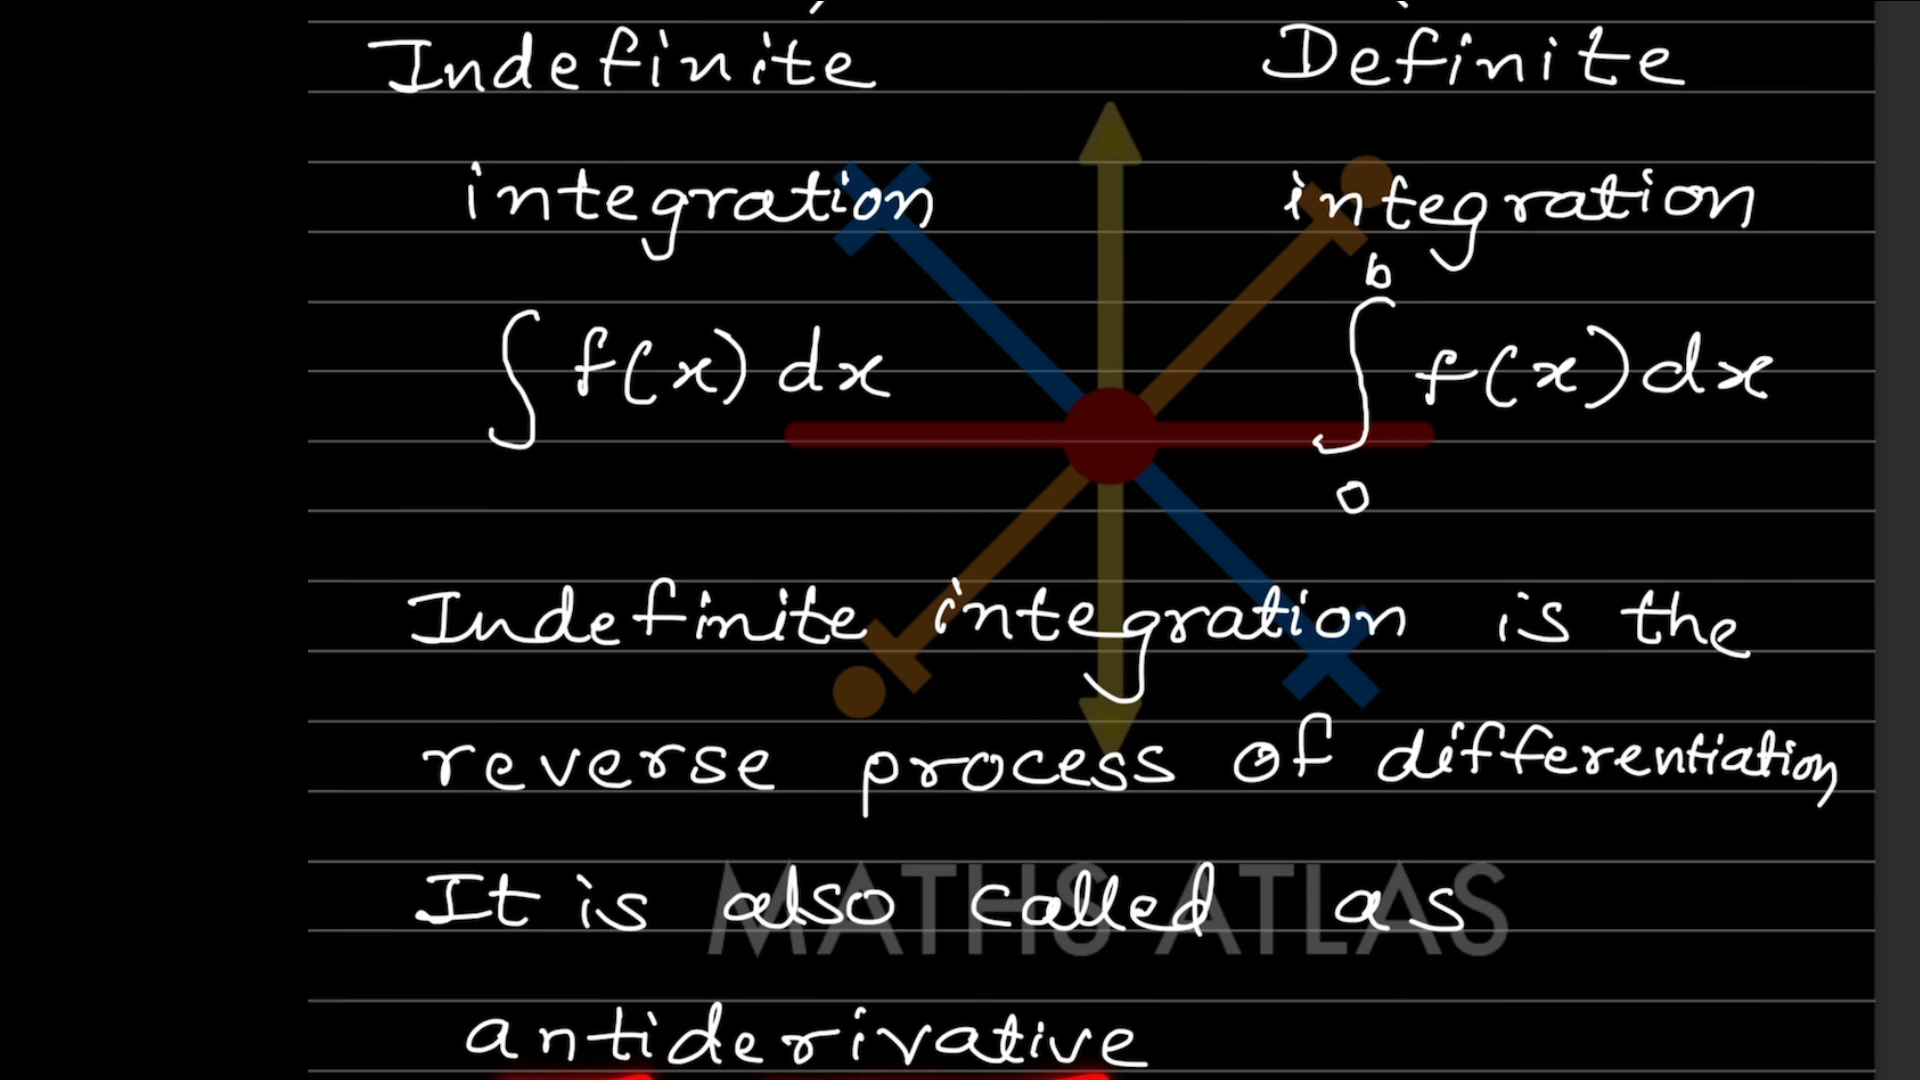 Indefinite Definite
integration integration
∫ f(x) dx ∫₀ᵇ f(x) dx
Indefinite integration is the
reverse process of differentiation
It is also called as
MATHS ATLAS
antiderivative